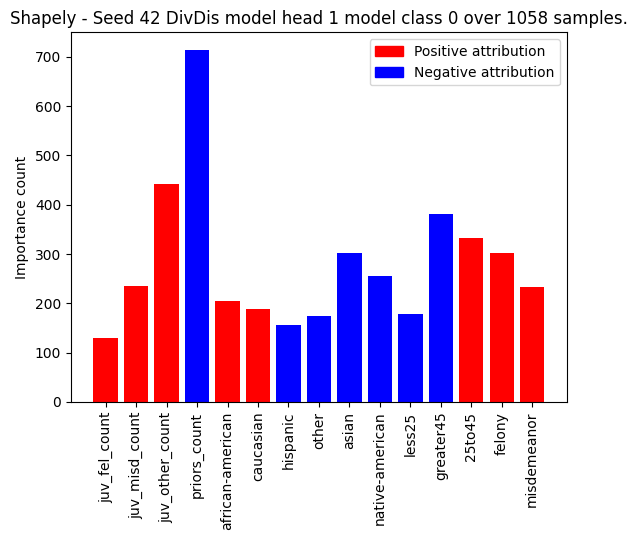 Shapely - Seed 42 DivDis model head 1 model class 0 over 1058 samples.
Positive attribution
Negative attribution
Importance count
700
600
500
400
300
200
100
0
juv_fel_count
juv_misd_count
juv_other_count
priors_count
african-american
caucasian
hispanic
other
asian
native-american
less25
greater45
25to45
felony
misdemeanor